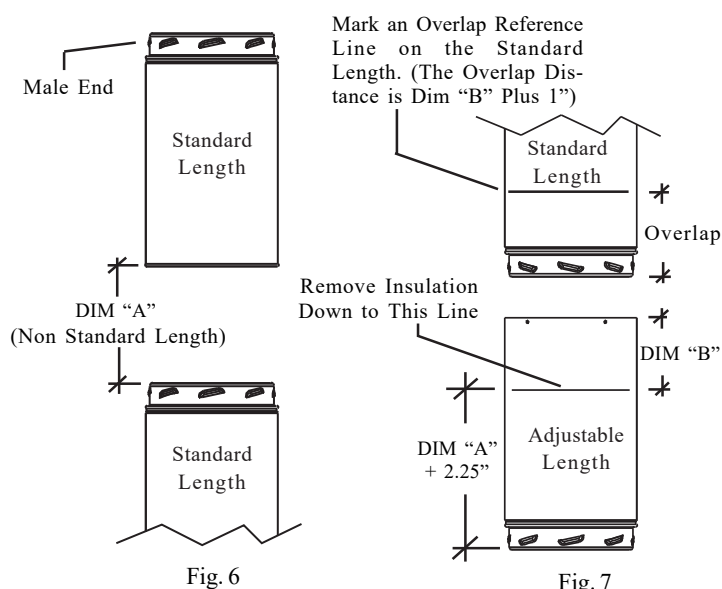 Male End
Standard
Length
DIM “A”
(Non Standard Length)
Standard
Length
Fig. 6
Mark an Overlap Reference
Line on the Standard
Length. (The Overlap Dis-
tance is Dim “B” Plus 1”)
Standard
Length
Overlap
Remove Insulation
Down to This Line
DIM “B”
DIM “A”
+ 2.25”
Adjustable
Length
Fig. 7